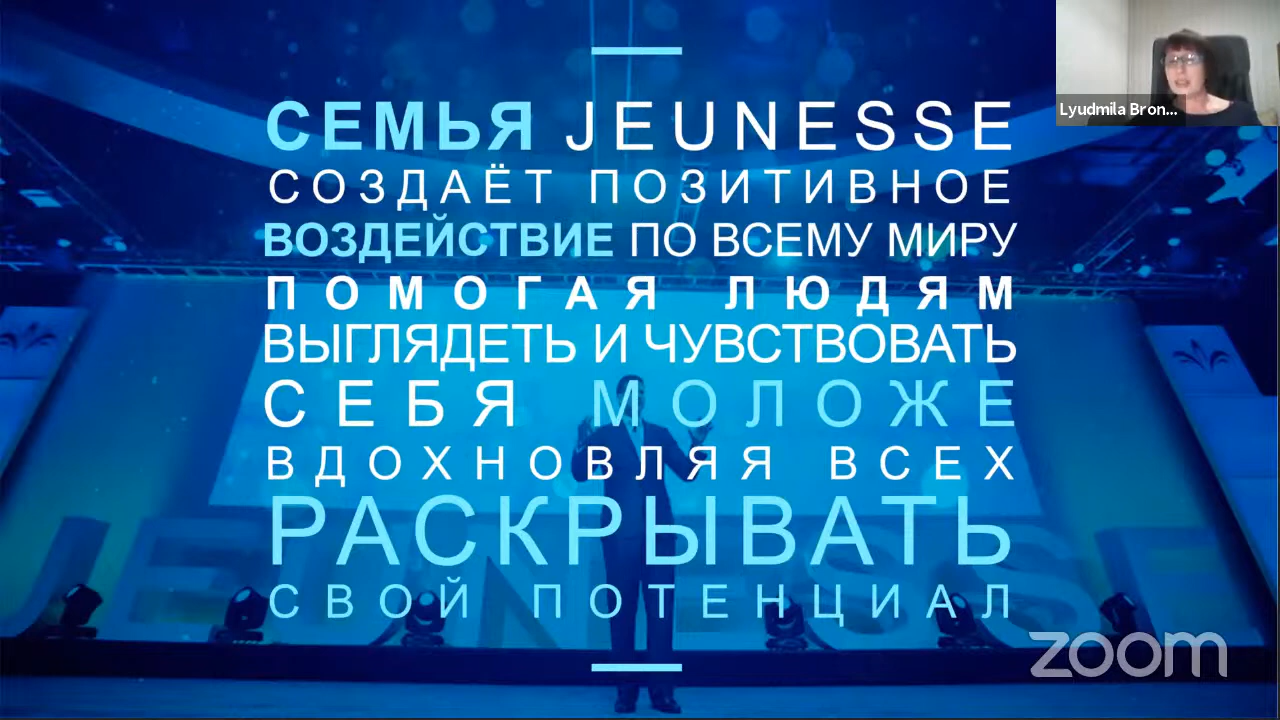 СЕМЬЯ JEUNESSE
СОЗДАЁТ ПОЗИТИВНОЕ
ВОЗДЕЙСТВИЕ ПО ВСЕМУ МИРУ
ПОМОГАЯ ЛЮДЯМ
ВЫГЛЯДЕТЬ И ЧУВСТВОВАТЬ
СЕБЯ МОЛОЖЕ
ВДОХНОВЛЯЯ ВСЕХ
РАСКРЫВАТЬ
СВОЙ ПОТЕНЦИАЛ
Lyudmila Bron...
JEUNESSE
zoom